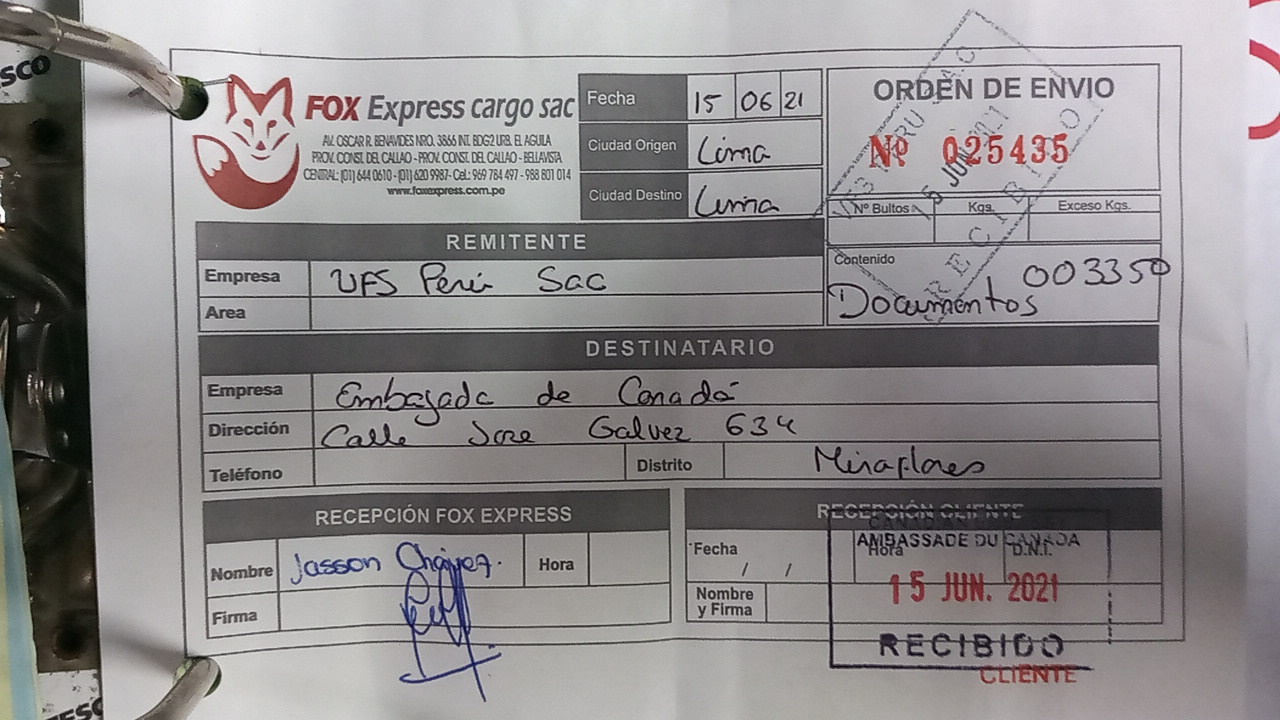 SCO
FOX Express cargo sac
AV. OSCAR R. BENAVIDES NRO. 3866 INT. BDG2 URB. EL AGUILA
PROV. CONST. DEL CALLAO - PROV. CONST. DEL CALLAO - BELLAVISTA
CENTRAL: (01) 644 0610 - (01) 620 9987- Cel.: 969 784 497 - 988 801 014
www.foxexpress.com.pe
Fecha 15 06 21
Ciudad Origen Lima
Ciudad Destino Lima
ORDEN DE ENVIO
Nº 025435
Nº Bultos Kgs. Exceso Kgs.
Contenido 003350
Documentos
RECIBIDO
REMITENTE
Empresa UFS Perú Sac
Area
DESTINATARIO
Empresa Embajada de Canadá
Dirección Calle Jose Galvez 634
Teléfono Distrito Miraflores
RECEPCIÓN FOX EXPRESS
Nombre Jasson Chávez. Hora
Firma
RECEPCIÓN CLIENTE
Fecha / / Hora D.N.I.
Nombre
y Firma
AMBASSADE DU CANADA
15 JUN. 2021
RECIBIDO
CLIENTE
ESC